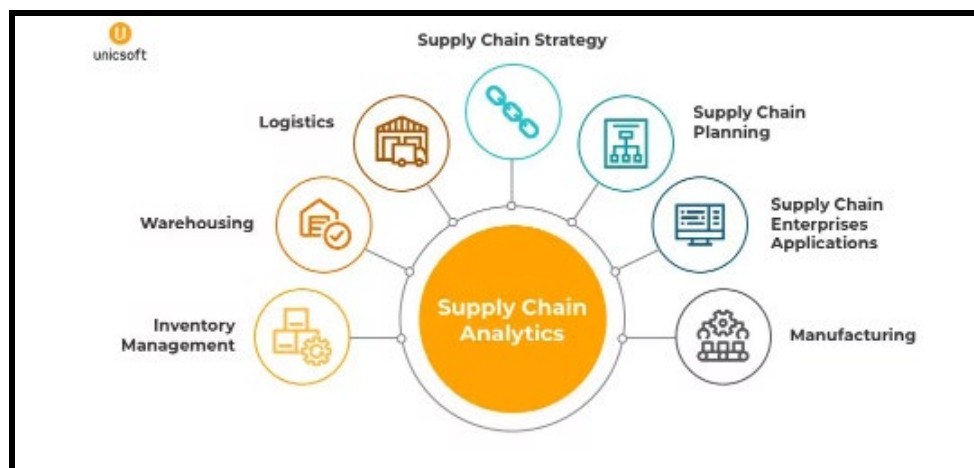 unicsoft
Supply Chain Strategy
Logistics
Supply Chain
Planning
Warehousing
Supply Chain
Enterprises
Applications
Inventory
Management
Supply Chain
Analytics
Manufacturing